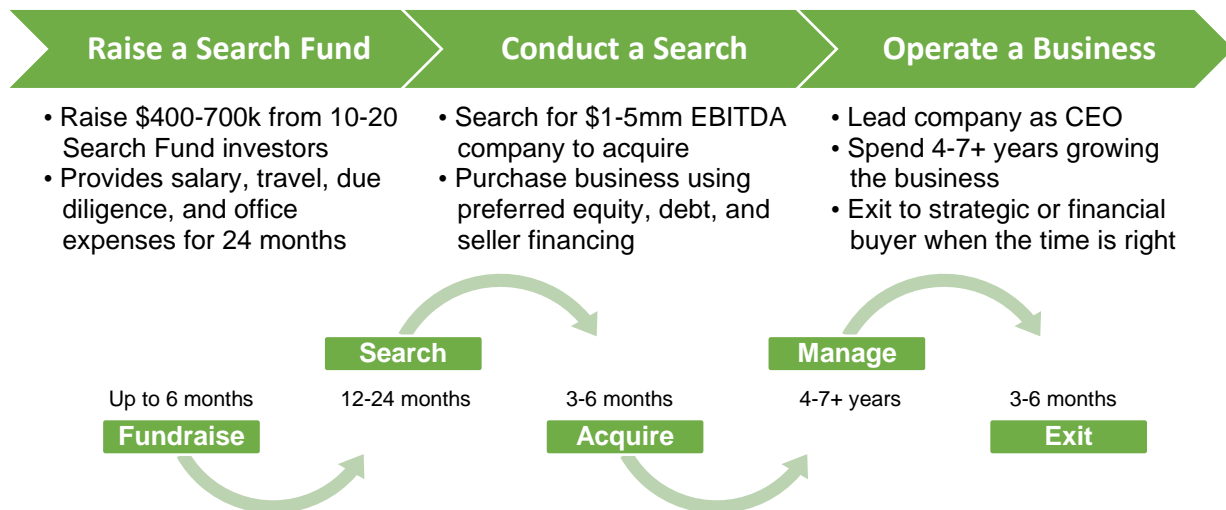 Raise a Search Fund
Conduct a Search
Operate a Business
• Raise $400-700k from 10-20
Search Fund investors
• Provides salary, travel, due
diligence, and office
expenses for 24 months
• Search for $1-5mm EBITDA
company to acquire
• Purchase business using
preferred equity, debt, and
seller financing
• Lead company as CEO
• Spend 4-7+ years growing
the business
• Exit to strategic or financial
buyer when the time is right
Up to 6 months
Fundraise
Search
12-24 months
3-6 months
Acquire
Manage
4-7+ years
3-6 months
Exit